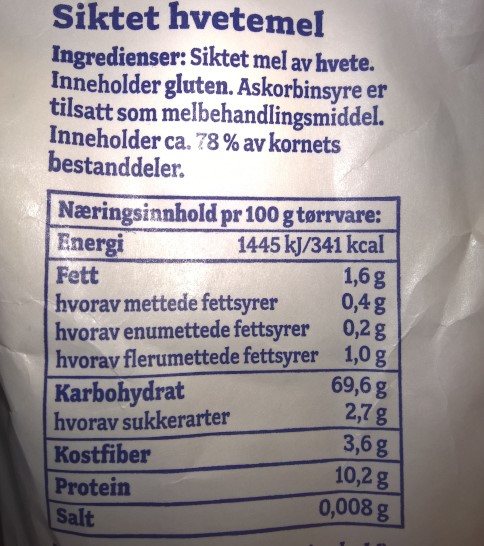 Siktet hvetemel
Ingredienser: Siktet mel av hvete.
Inneholder gluten. Askorbinsyre er
tilsatt som melbehandlingsmiddel.
Inneholder ca. 78 % av kornets
bestanddeler.
Næringsinnhold pr 100 g tørrvare:
Energi 1445 kJ/341 kcal
Fett 1,6 g
hvorav mettede fettsyrer 0,4 g
hvorav enumettede fettsyrer 0,2 g
hvorav flerumettede fettsyrer 1,0 g
Karbohydrat 69,6 g
hvorav sukkerarter 2,7 g
Kostfiber 3,6 g
Protein 10,2 g
Salt 0,008 g